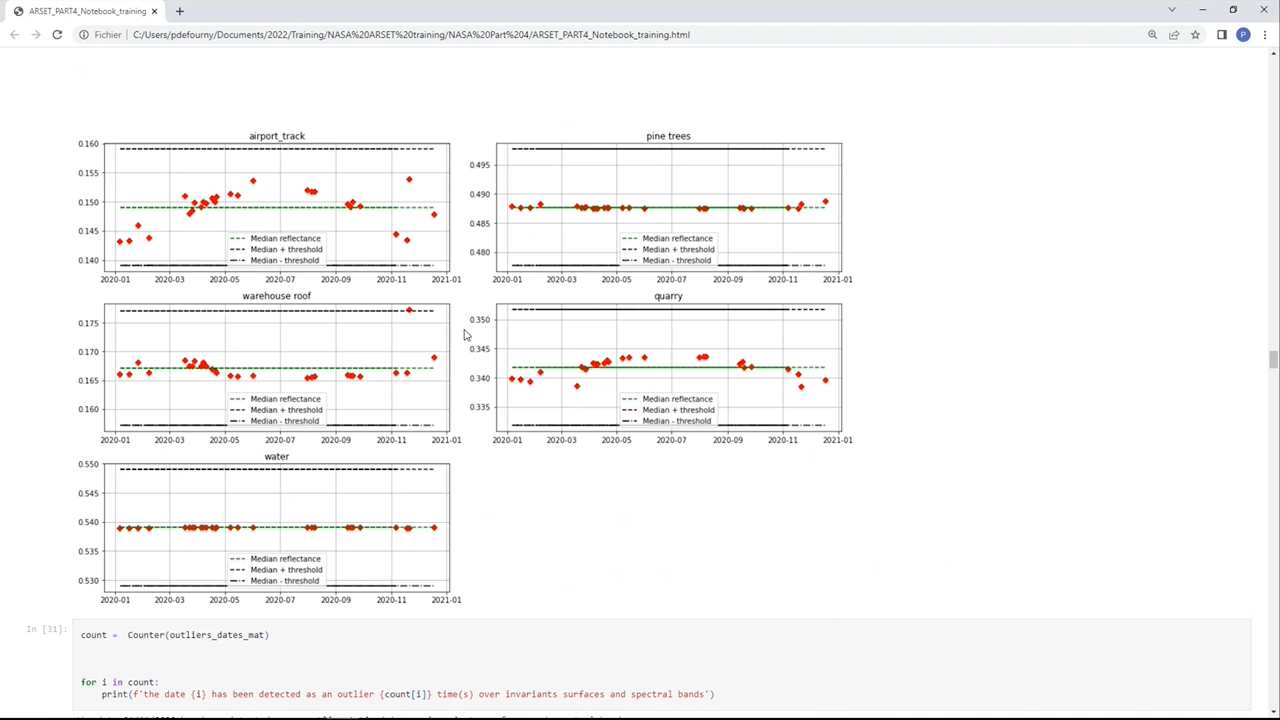 ARSET_PART4_Notebook_training
Fichier
C:/Users/pdefourny/Documents/2022/Training/NASA%20ARSET%20training/NASA%20Part%204/ARSET_PART4_Notebook_training.html
P
airport_track
0.160
0.155
0.150
0.145
0.140
Median reflectance
Median + threshold
Median - threshold
2020-01 2020-03 2020-05 2020-07 2020-09 2020-11 2021-01
pine trees
0.495
0.490
0.485
0.480
Median reflectance
Median + threshold
Median - threshold
2020-01 2020-03 2020-05 2020-07 2020-09 2020-11 2021-01
warehouse roof
0.175
0.170
0.165
0.160
Median reflectance
Median + threshold
Median - threshold
2020-01 2020-03 2020-05 2020-07 2020-09 2020-11 2021-01
quarry
0.350
0.345
0.340
0.335
Median reflectance
Median + threshold
Median - threshold
2020-01 2020-03 2020-05 2020-07 2020-09 2020-11 2021-01
water
0.550
0.545
0.540
0.535
0.530
Median reflectance
Median + threshold
Median - threshold
2020-01 2020-03 2020-05 2020-07 2020-09 2020-11 2021-01
In [31]:
count = Counter(outliers_dates_mat)
for i in count:
print(f'the date {i} has been detected as an outlier {count[i]} time(s) over invariants surfaces and spectral bands')